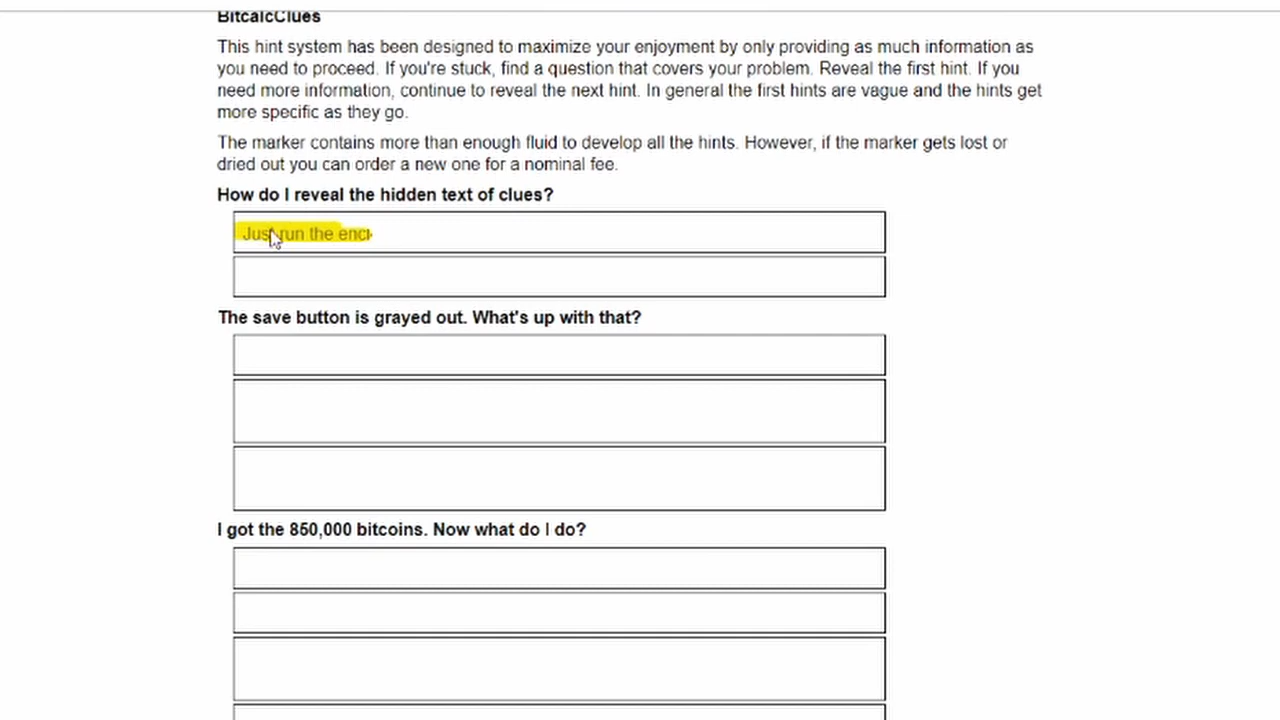 BitcalcClues
This hint system has been designed to maximize your enjoyment by only providing as much information as
you need to proceed. If you're stuck, find a question that covers your problem. Reveal the first hint. If you
need more information, continue to reveal the next hint. In general the first hints are vague and the hints get
more specific as they go.
The marker contains more than enough fluid to develop all the hints. However, if the marker gets lost or
dried out you can order a new one for a nominal fee.
How do I reveal the hidden text of clues?
Just run the encr
The save button is grayed out. What's up with that?
I got the 850,000 bitcoins. Now what do I do?